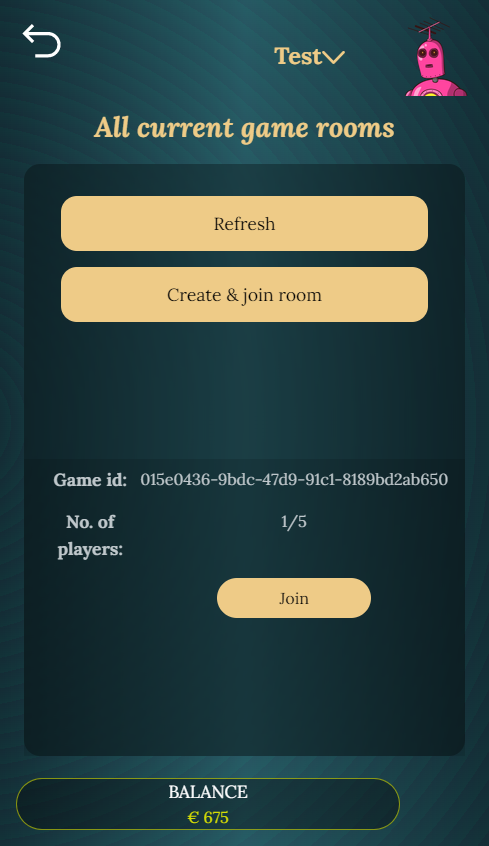 Test
All current game rooms
Refresh
Create & join room
Game id: 015e0436-9bdc-47d9-91c1-8189bd2ab650
No. of 1/5
players:
Join
BALANCE
€ 675